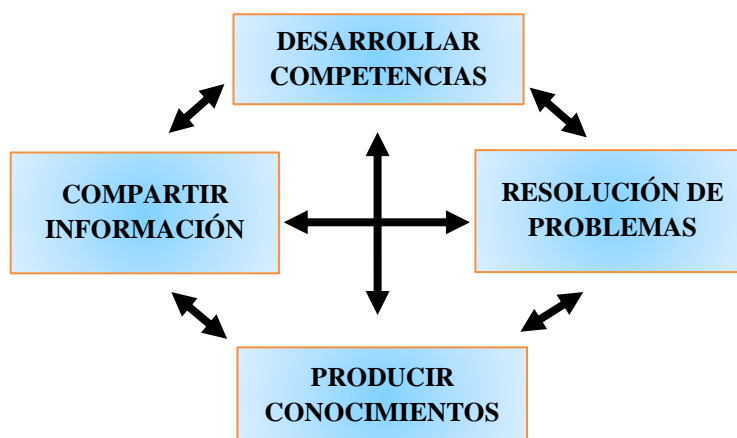 DESARROLLAR
COMPETENCIAS
COMPARTIR
INFORMACIÓN
RESOLUCIÓN DE
PROBLEMAS
PRODUCIR
CONOCIMIENTOS